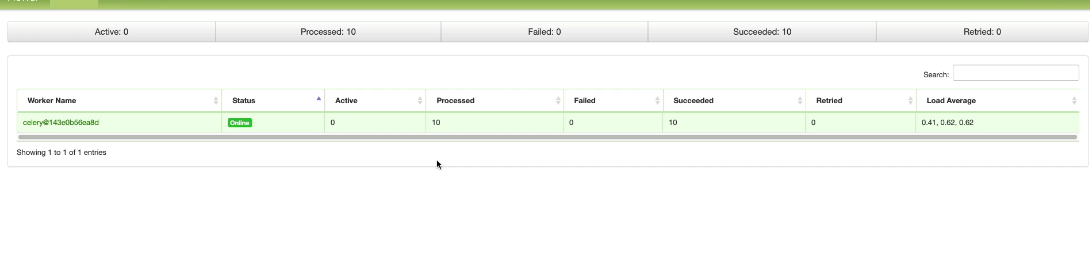 Active: 0 Processed: 10 Failed: 0 Succeeded: 10 Retried: 0
Search:
Worker Name Status Active Processed Failed Succeeded Retried Load Average
celery@143e0b56ea8d Online 0 10 0 10 0 0.41, 0.62, 0.62
Showing 1 to 1 of 1 entries